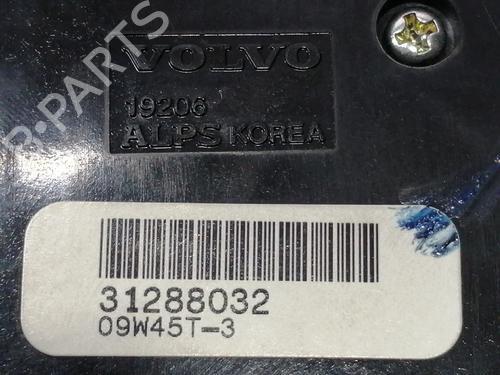 VOLVO
19206
ALPS KOREA
31288032
09W45T-3
R-PARTS